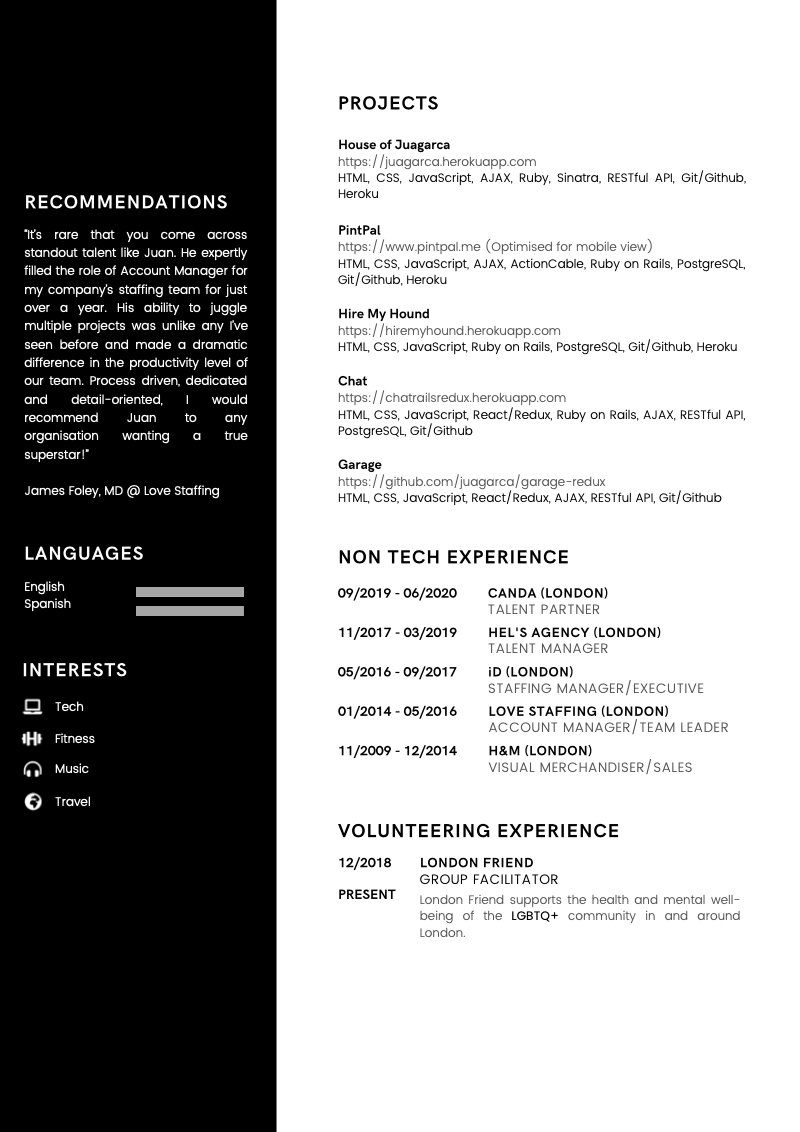 RECOMMENDATIONS
"It's rare that you come across
standout talent like Juan. He expertly
filled the role of Account Manager for
my company's staffing team for just
over a year. His ability to juggle
multiple projects was unlike any I've
seen before and made a dramatic
difference in the productivity level of
our team. Process driven, dedicated
and detail-oriented, I would
recommend Juan to any
organisation wanting a true
superstar!"
James Foley, MD @ Love Staffing
LANGUAGES
English
Spanish
INTERESTS
Tech
Fitness
Music
Travel
PROJECTS
House of Juagarca
https://juagarca.herokuapp.com
HTML, CSS, JavaScript, AJAX, Ruby, Sinatra, RESTful API, Git/Github,
Heroku
PintPal
https://www.pintpal.me (Optimised for mobile view)
HTML, CSS, JavaScript, AJAX, ActionCable, Ruby on Rails, PostgreSQL,
Git/Github, Heroku
Hire My Hound
https://hiremyhound.herokuapp.com
HTML, CSS, JavaScript, Ruby on Rails, PostgreSQL, Git/Github, Heroku
Chat
https://chatrailsredux.herokuapp.com
HTML, CSS, JavaScript, React/Redux, Ruby on Rails, AJAX, RESTful API,
PostgreSQL, Git/Github
Garage
https://github.com/juagarca/garage-redux
HTML, CSS, JavaScript, React/Redux, AJAX, RESTful API, Git/Github
NON TECH EXPERIENCE
09/2019 - 06/2020 CANDA (LONDON)
TALENT PARTNER
11/2017 - 03/2019 HEL'S AGENCY (LONDON)
TALENT MANAGER
05/2016 - 09/2017 iD (LONDON)
STAFFING MANAGER/EXECUTIVE
01/2014 - 05/2016 LOVE STAFFING (LONDON)
ACCOUNT MANAGER/TEAM LEADER
11/2009 - 12/2014 H&M (LONDON)
VISUAL MERCHANDISER/SALES
VOLUNTEERING EXPERIENCE
12/2018 LONDON FRIEND
GROUP FACILITATOR
PRESENT London Friend supports the health and mental well-
being of the LGBTQ+ community in and around
London.